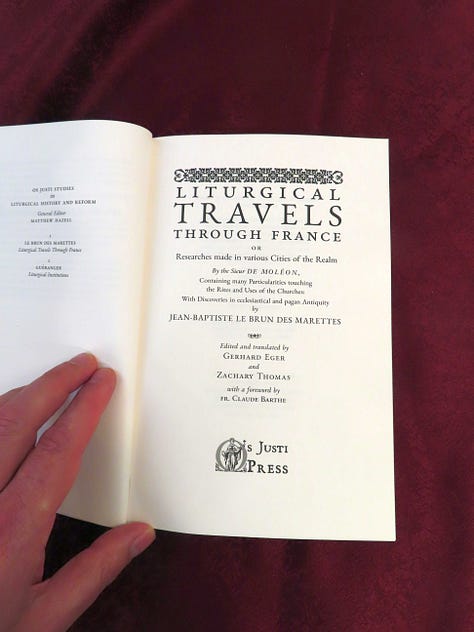 OS JUSTI STUDIES
IN
LITURGICAL HISTORY AND REFORM
General Editor
MATTHEW HAZELL
1
LE BRUN DES MARETTES
Liturgical Travels Through France
2
GUÉRANGER
Liturgical Institutions
LITURGICAL
TRAVELS
THROUGH FRANCE
OR
Researches made in various Cities of the Realm
By the Sieur DE MOLÉON,
Containing many Particularities touching
the Rites and Uses of the Churches:
With Discoveries in ecclesiastical and pagan Antiquity
by
JEAN-BAPTISTE LE BRUN DES MARETTES
Edited and translated by
GERHARD EGER
and
ZACHARY THOMAS
with a foreword by
FR. CLAUDE BARTHE
Os Justi
Press